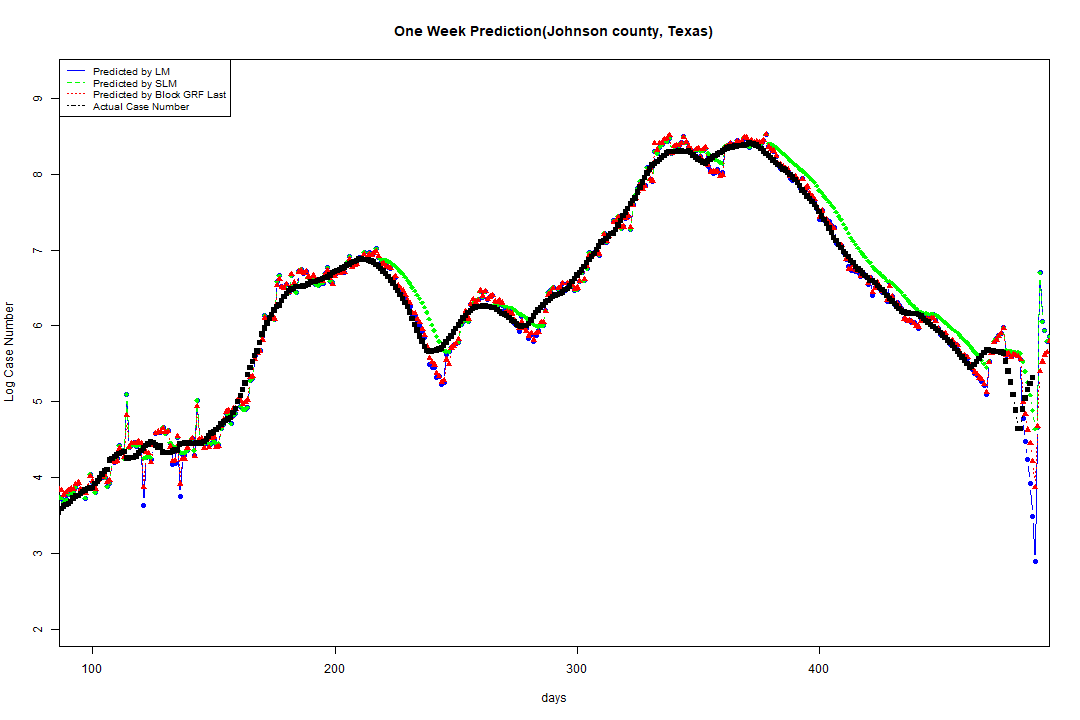 One Week Prediction(Johnson county, Texas)
Predicted by LM
Predicted by SLM
Predicted by Block GRF Last
Actual Case Number
Log Case Number
9
8
7
6
5
4
3
2
100 200 300 400
days